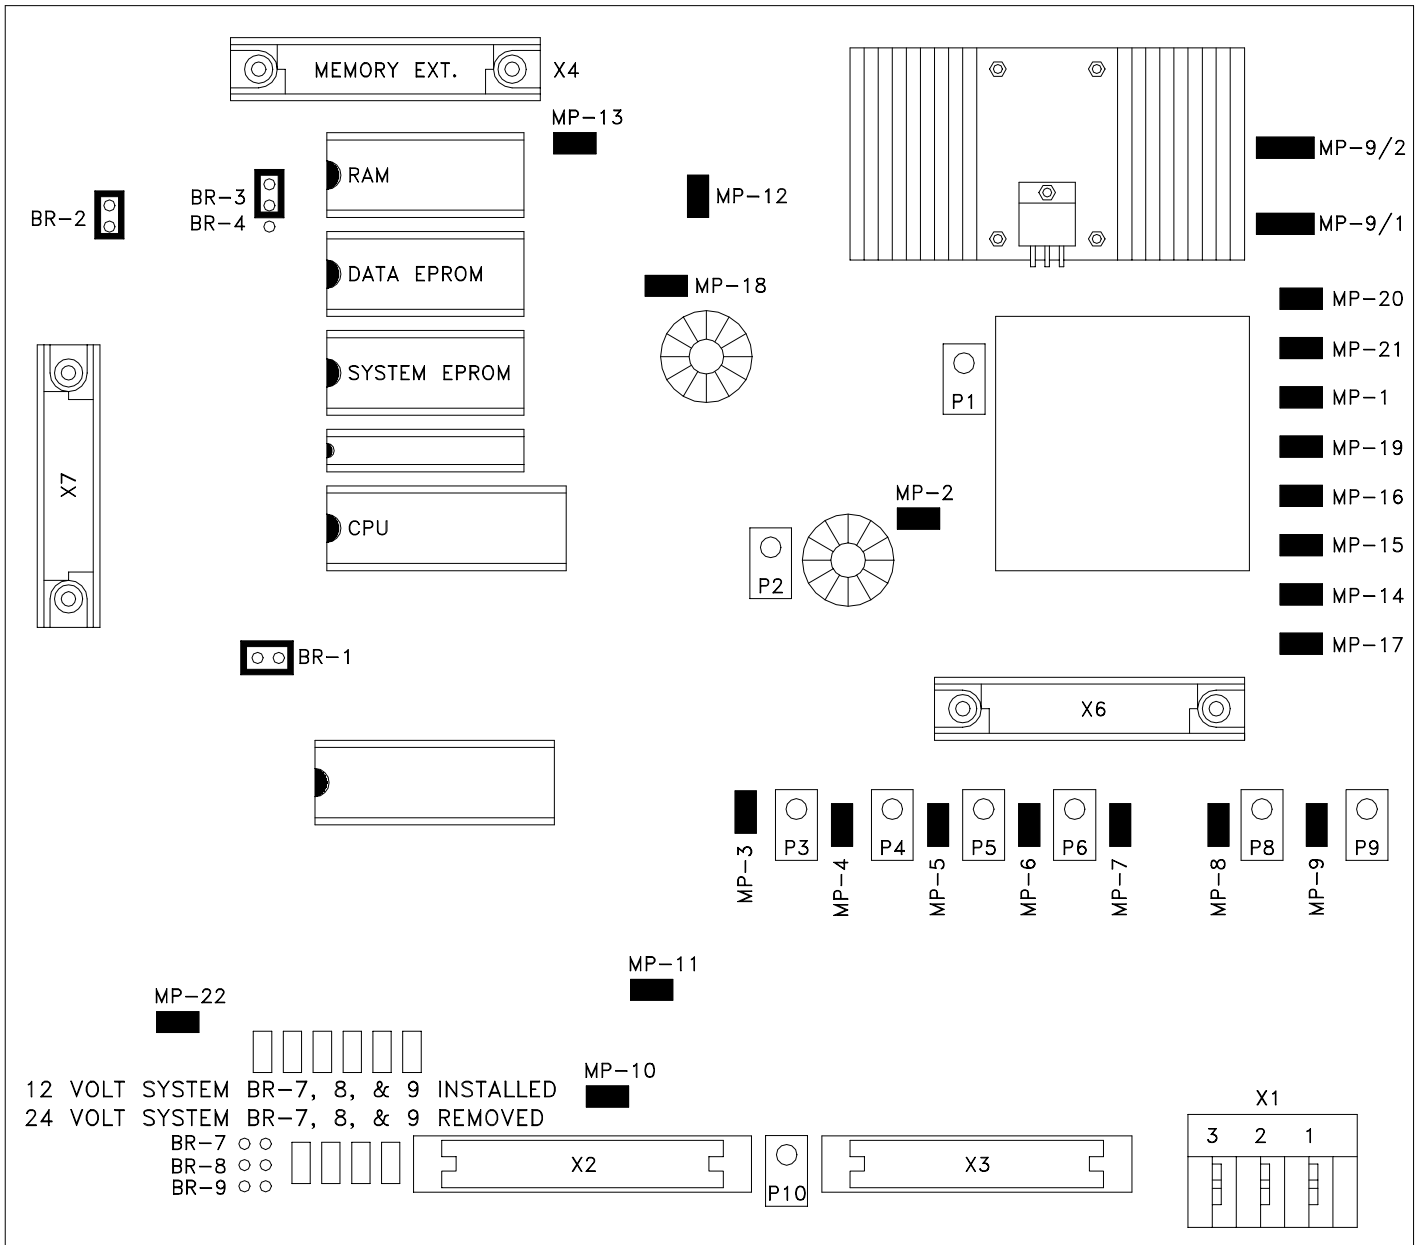 MEMORY EXT.
X4
MP-13
MP-9/2
RAM
BR-3
MP-12
BR-2
BR-4
MP-9/1
DATA EPROM
MP-18
MP-20
MP-21
SYSTEM EPROM
P1
MP-1
MP-19
X7
MP-2
MP-16
CPU
MP-15
P2
MP-14
MP-17
BR-1
X6
P3
P4
P5
P6
P8
P9
MP-3
MP-4
MP-5
MP-6
MP-7
MP-8
MP-9
MP-11
MP-22
MP-10
12 VOLT SYSTEM BR-7, 8, & 9 INSTALLED
24 VOLT SYSTEM BR-7, 8, & 9 REMOVED
X1
3 2 1
BR-7
BR-8
BR-9
X2
P10
X3